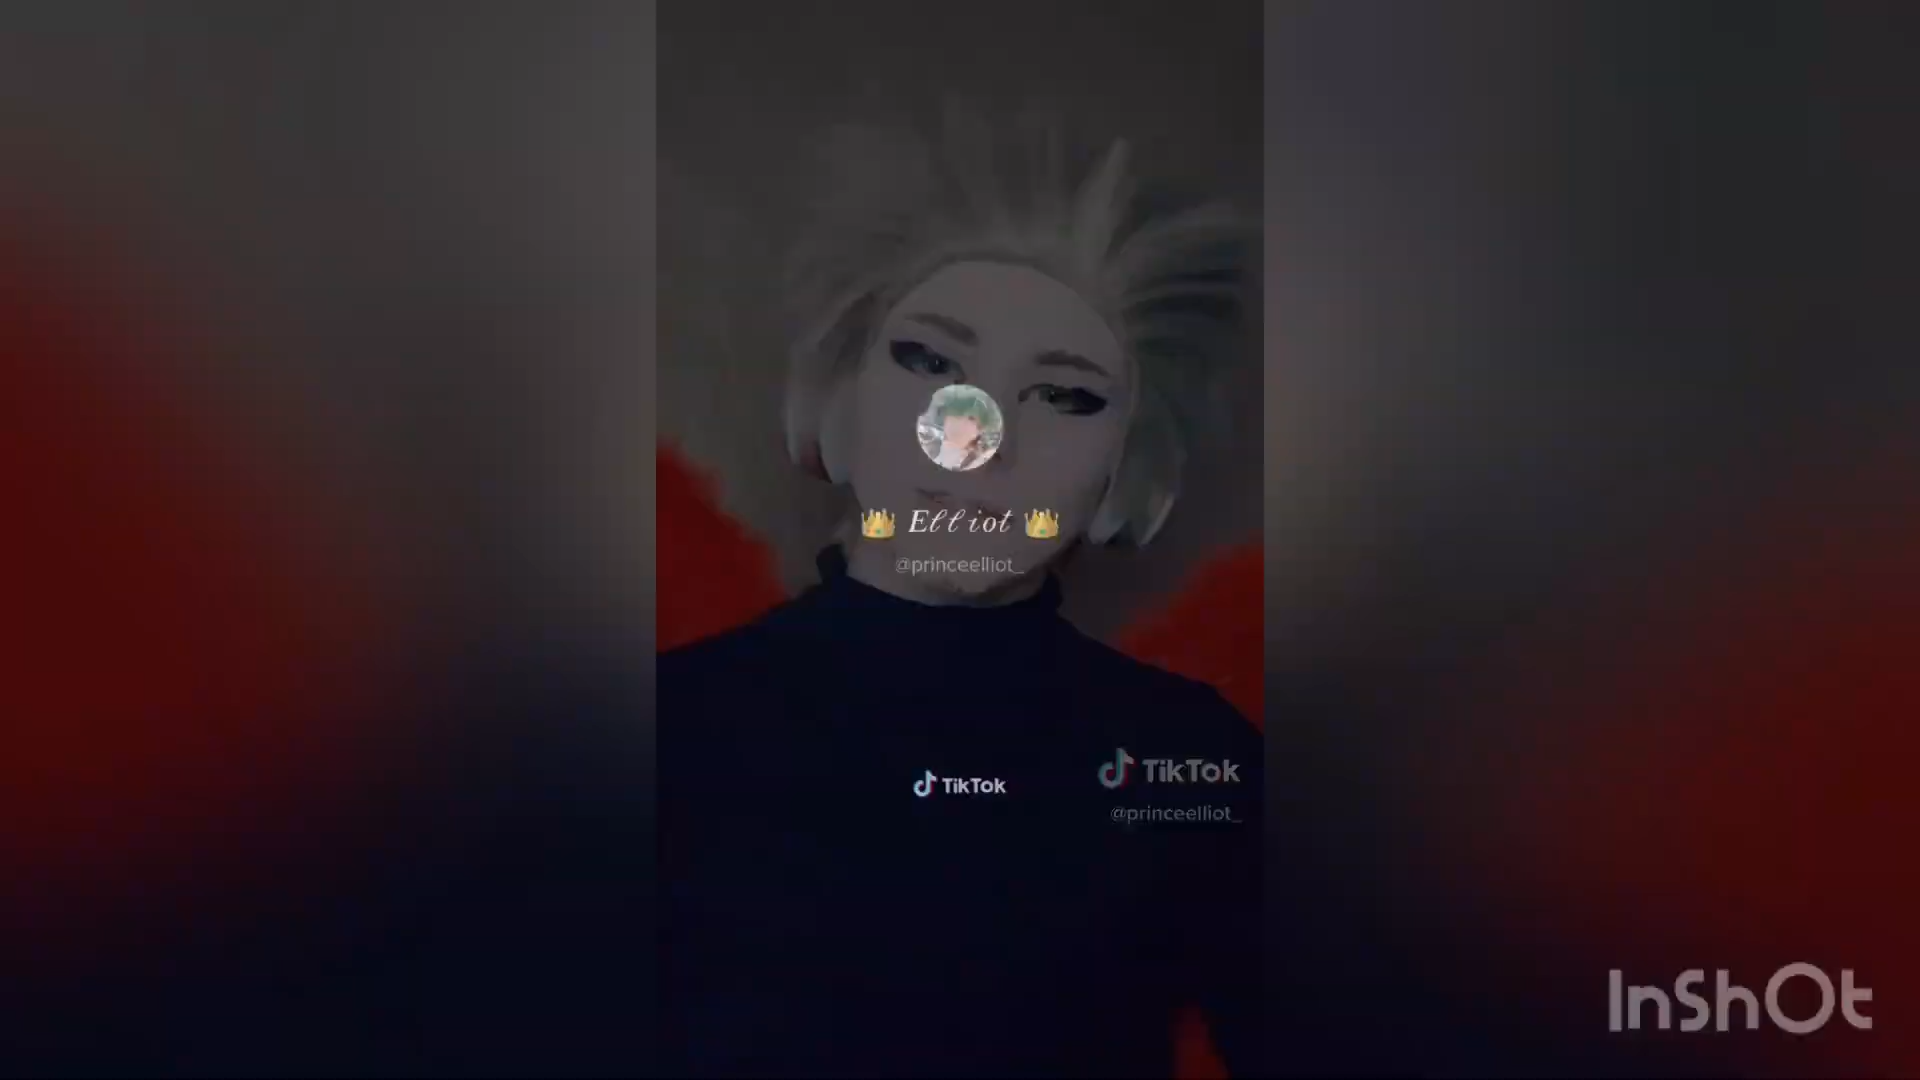 👑 Elliot 👑
@princeelliot_
TikTok
TikTok
@princeelliot_
InShOt